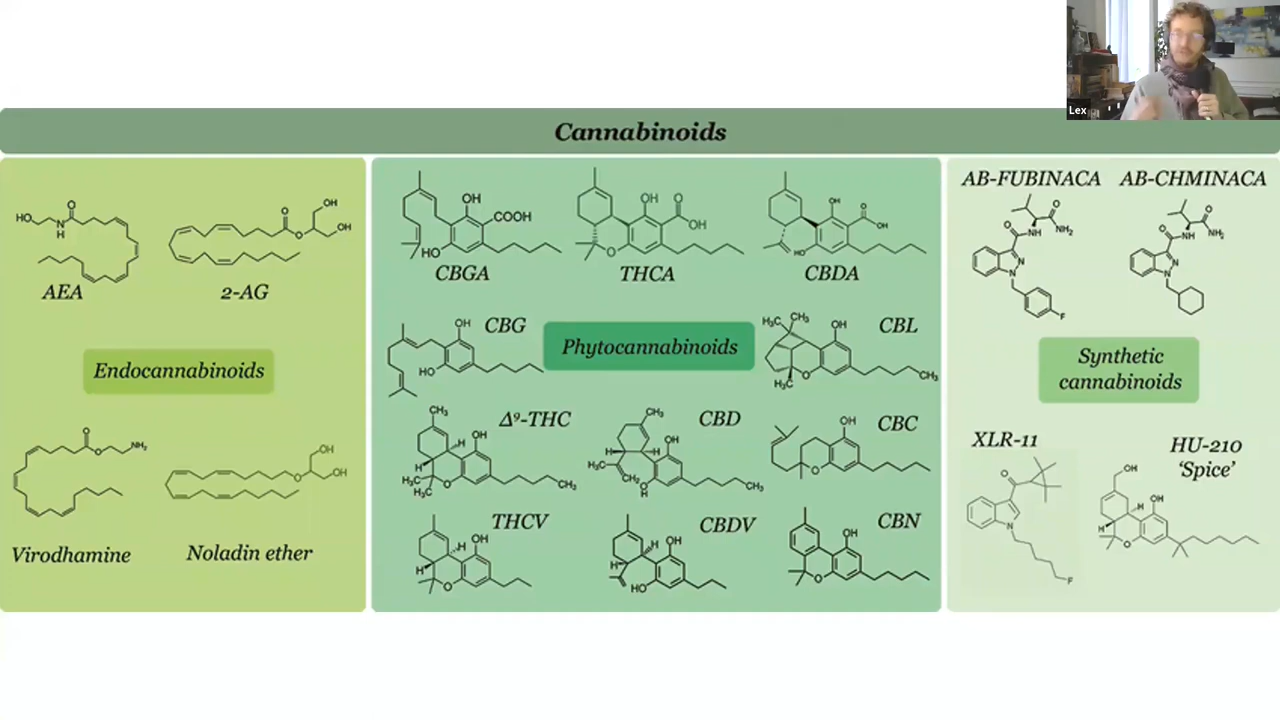 Lex
Cannabinoids
AEA
2-AG
Endocannabinoids
Virodhamine
Noladin ether
CBGA
THCA
CBDA
CBG
Phytocannabinoids
CBL
Δ⁹-THC
CBD
CBC
THCV
CBDV
CBN
AB-FUBINACA
AB-CHMINACA
Synthetic
cannabinoids
XLR-11
HU-210
'Spice'